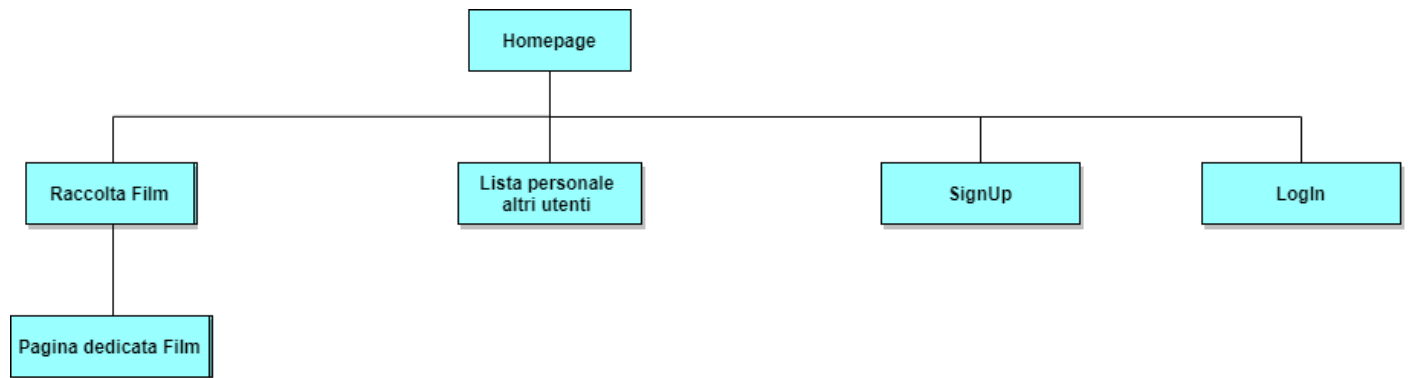 Homepage
Raccolta Film
Lista personale
altri utenti
SignUp
LogIn
Pagina dedicata Film